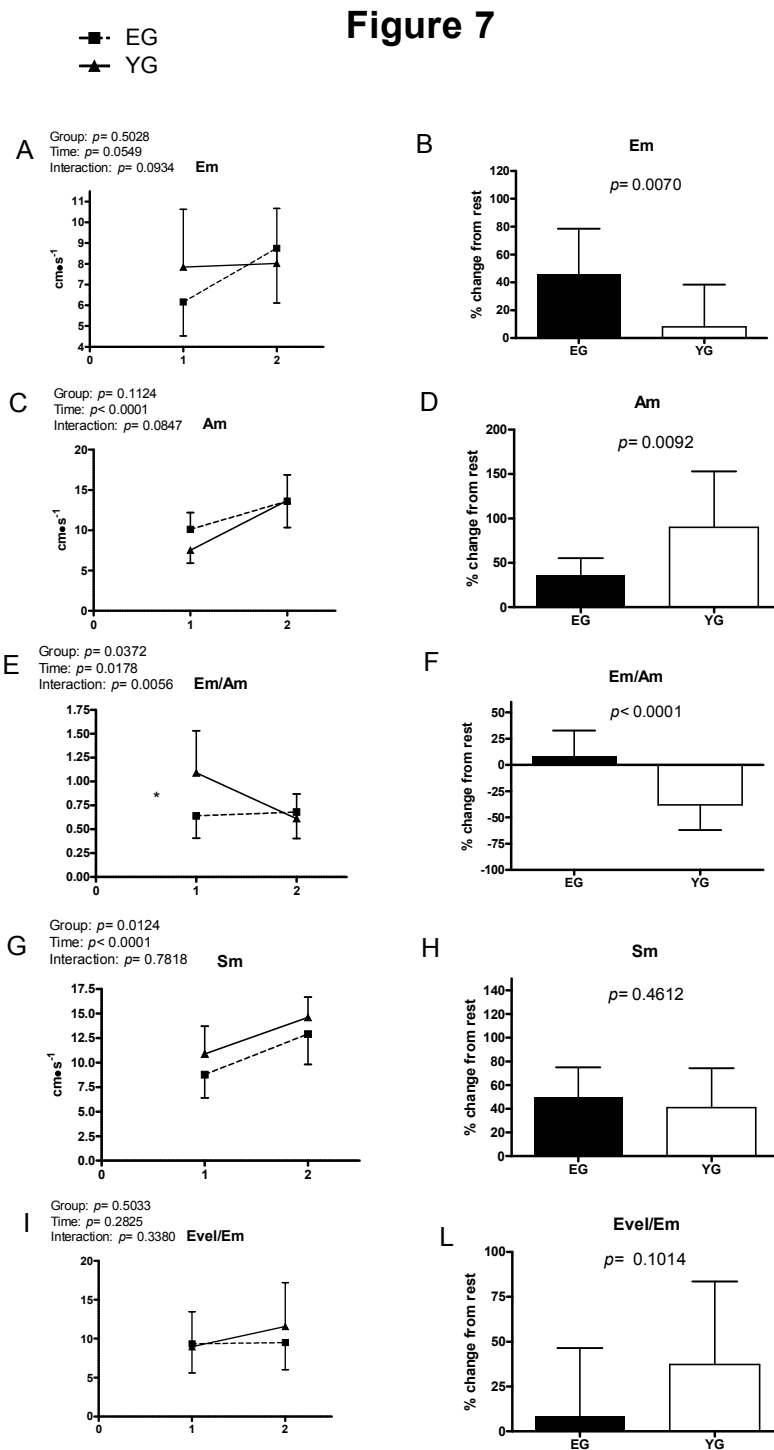 Figure 7
EG
YG
A
Group: p= 0.5028
Time: p= 0.0549
Interaction: p= 0.0934
Em
11
10
9
8
7
6
5
4
cm●s-1
0
1
2
B
Em
p= 0.0070
120
100
80
60
40
20
0
% change from rest
EG
YG
C
Group: p= 0.1124
Time: p< 0.0001
Interaction: p= 0.0847
Am
20
15
10
5
0
cm●s-1
0
1
2
D
Am
p= 0.0092
200
150
100
50
0
% change from rest
EG
YG
E
Group: p= 0.0372
Time: p= 0.0178
Interaction: p= 0.0056
Em/Am
1.75
1.50
1.25
1.00
0.75
0.50
0.25
0.00
*
0
1
2
F
Em/Am
p< 0.0001
50
25
0
-25
-50
-75
-100
% change from rest
EG
YG
G
Group: p= 0.0124
Time: p< 0.0001
Interaction: p= 0.7818
Sm
17.5
15.0
12.5
10.0
7.5
5.0
2.5
0.0
cm●s-1
0
1
2
H
Sm
p= 0.4612
140
120
100
80
60
40
20
0
% change from rest
EG
YG
I
Group: p= 0.5033
Time: p= 0.2825
Interaction: p= 0.3380
Evel/Em
20
15
10
5
0
0
1
2
L
Evel/Em
p= 0.1014
100
75
50
25
0
% change from rest
EG
YG